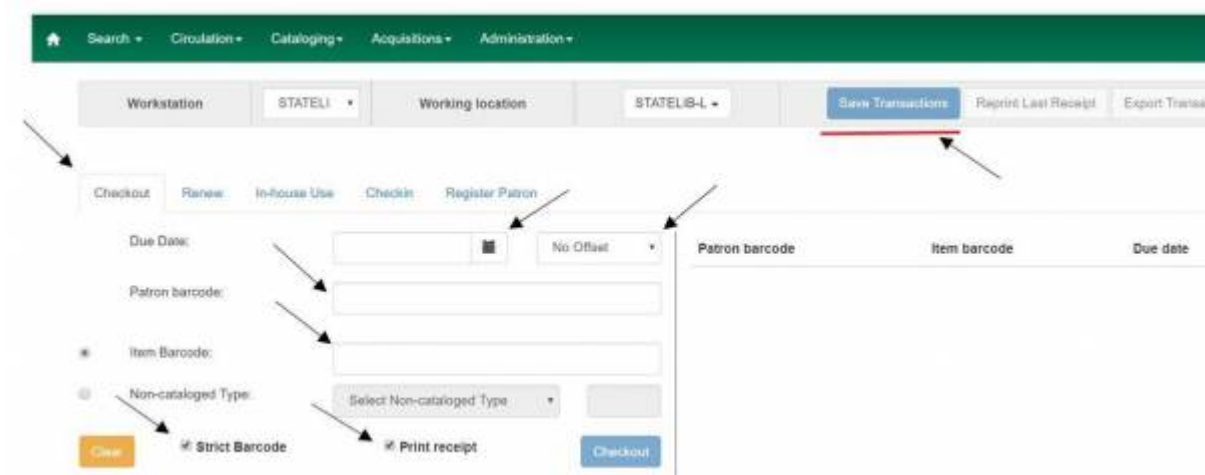 Search Circulation Cataloging Acquisitions Administration
Workstation STATELI Working location STATELIB-L Save Transactions Reprint Last Receipt Export Transa
Checkout Renew In-house Use Checkin Register Patron
Due Date: No Offset Patron barcode Item barcode Due date
Patron barcode:
Item Barcode:
Non-cataloged Type: Select Non-cataloged Type
Clear Strict Barcode Print receipt Checkout